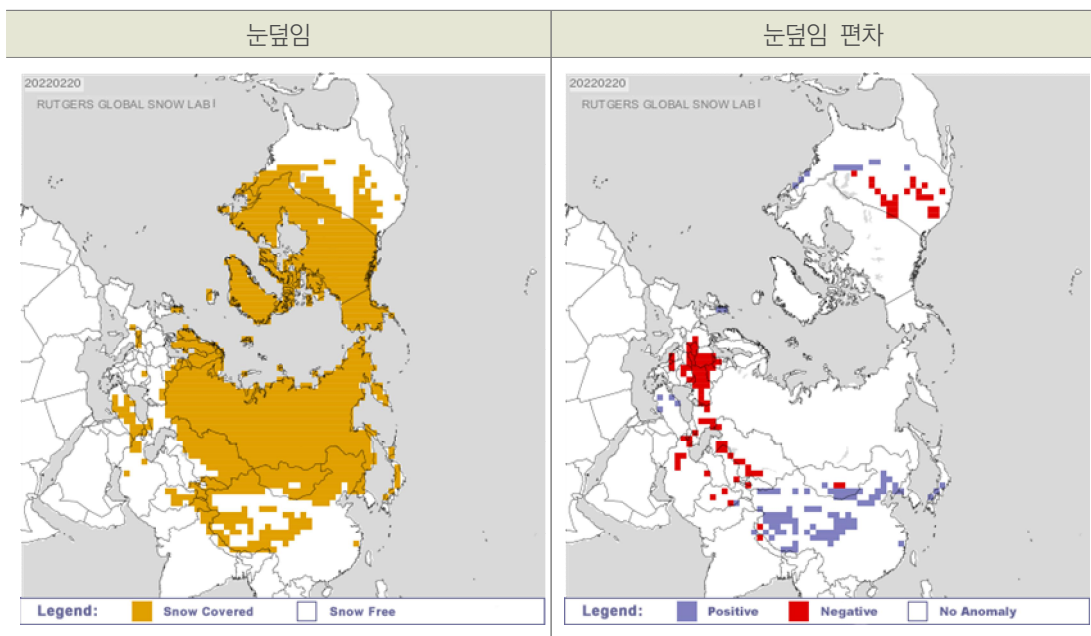 눈덮임
눈덮임 편차
20220220
RUTGERS GLOBAL SNOW LAB
20220220
RUTGERS GLOBAL SNOW LAB
Legend: Snow Covered Snow Free
Legend: Positive Negative No Anomaly